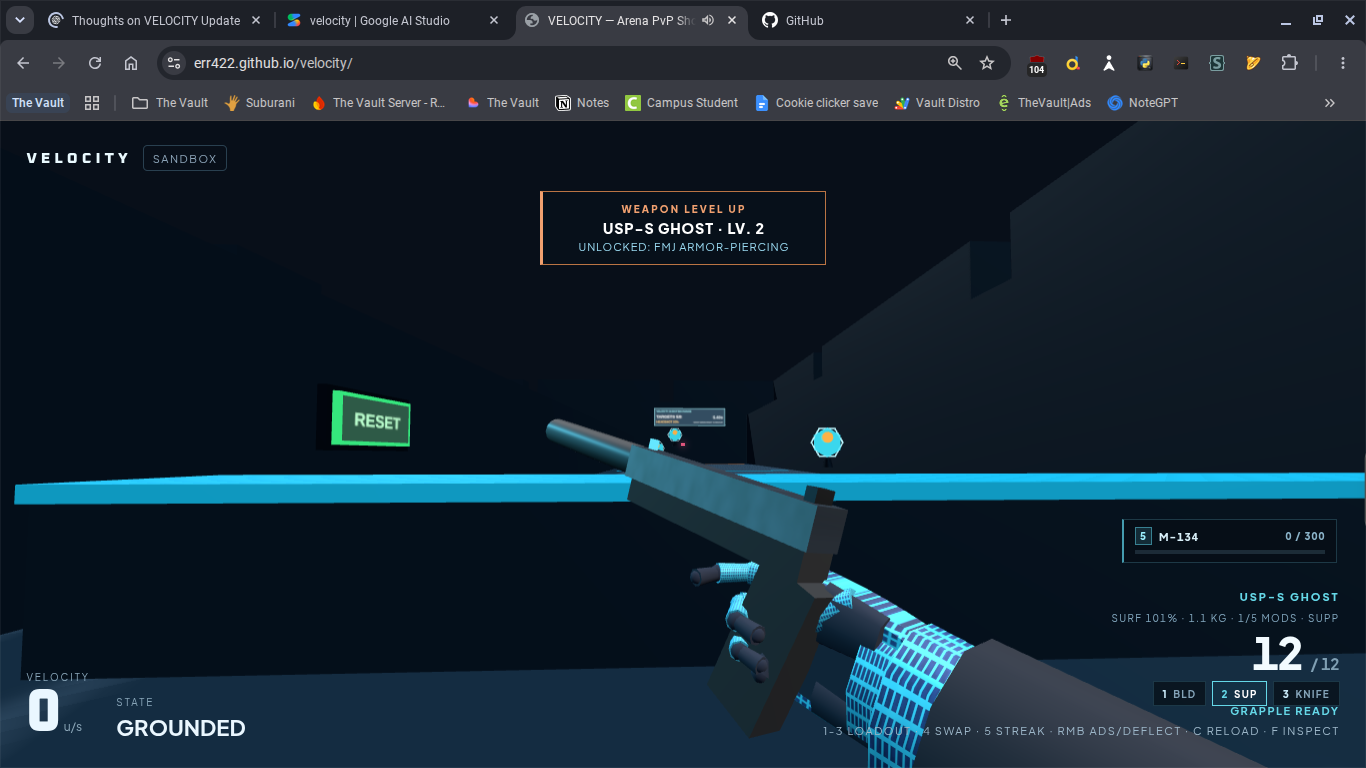 Thoughts on VELOCITY Update
velocity | Google AI Studio
VELOCITY — Arena PvP Sho
GitHub
err422.github.io/velocity/
104
The Vault
The Vault
Suburani
The Vault Server - R...
The Vault
Notes
Campus Student
Cookie clicker save
Vault Distro
TheVault|Ads
NoteGPT
VELOCITY
SANDBOX
WEAPON LEVEL UP
USP-S GHOST · LV. 2
UNLOCKED: FMJ ARMOR-PIERCING
RESET
5 M-134 0 / 300
USP-S GHOST
SURF 101% · 1.1 KG · 1/5 MODS · SUPP
12 / 12
1 BLD 2 SUP 3 KNIFE
GRAPPLE READY
1-3 LOADOUT · 4 SWAP · 5 STREAK · RMB ADS/DEFLECT · C RELOAD · F INSPECT
VELOCITY
0 u/s
STATE
GROUNDED